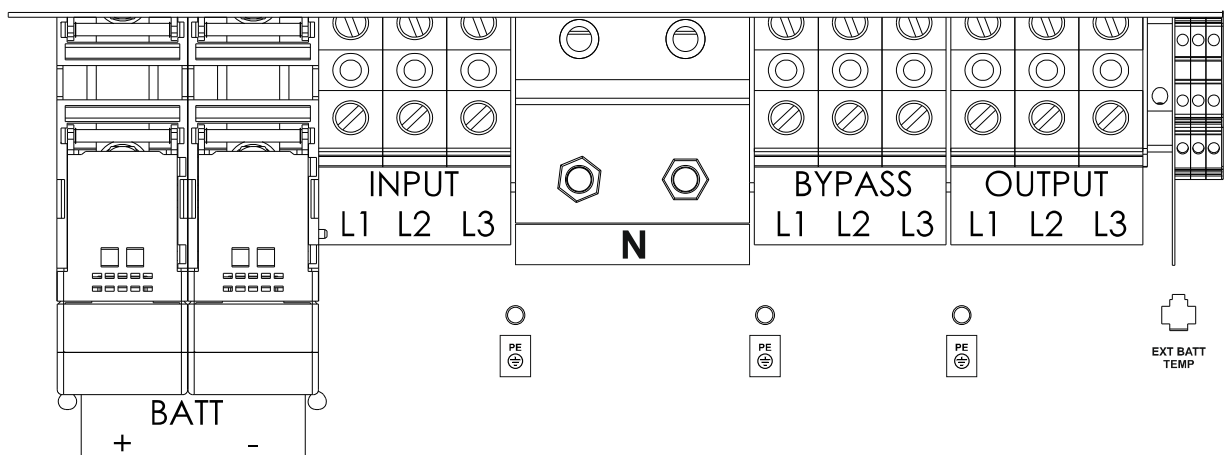 INPUT
L1 L2 L3
N
BYPASS
L1 L2 L3
OUTPUT
L1 L2 L3
PE
PE
PE
EXT BATT
TEMP
BATT
+ -